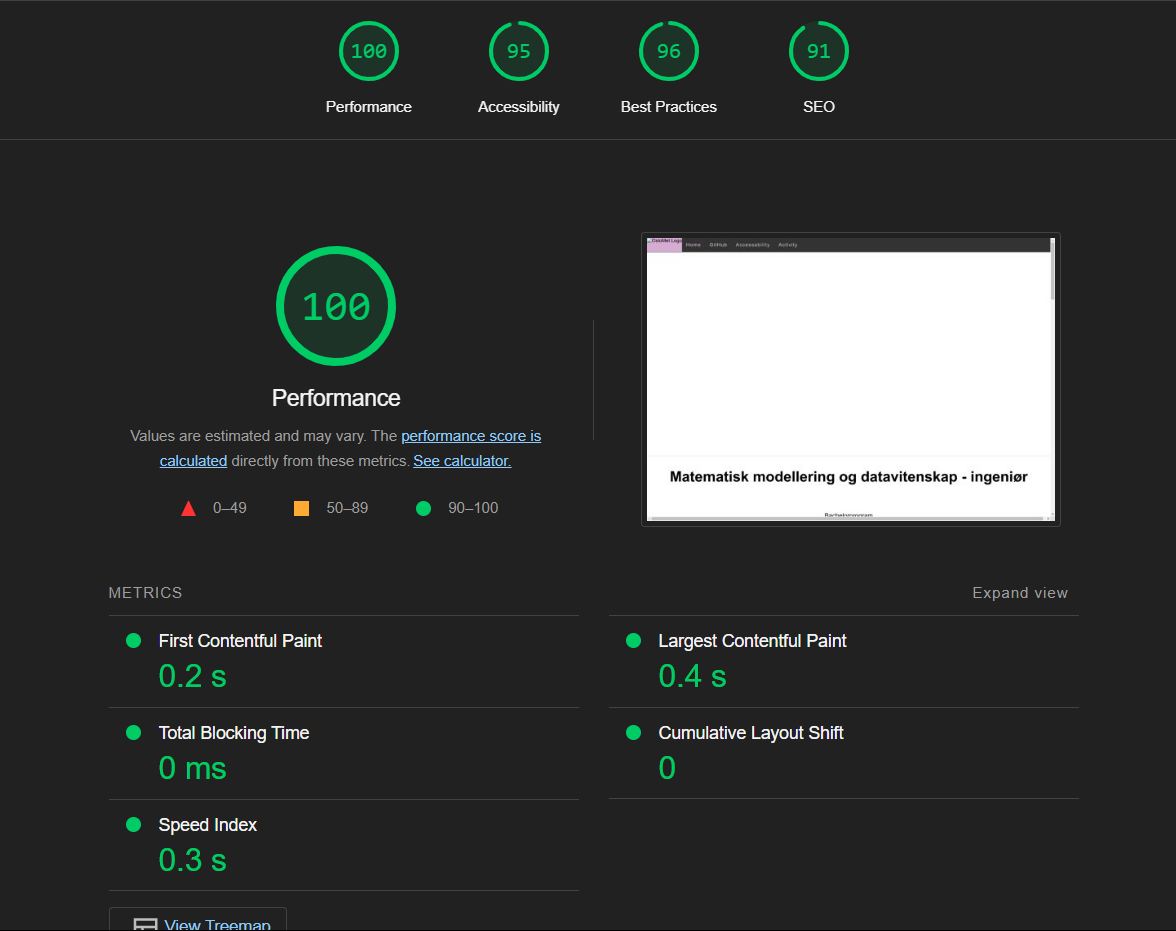 100 95 96 91
Performance Accessibility Best Practices SEO
100
Performance
Values are estimated and may vary. The performance score is
calculated directly from these metrics. See calculator.
0–49 50–89 90–100
DataMet Logo Home GitHub Accessability Activity
Matematisk modellering og datavitenskap - ingeniør
Bachelorprogram
METRICS Expand view
First Contentful Paint
0.2 s
Largest Contentful Paint
0.4 s
Total Blocking Time
0 ms
Cumulative Layout Shift
0
Speed Index
0.3 s
View Treemap